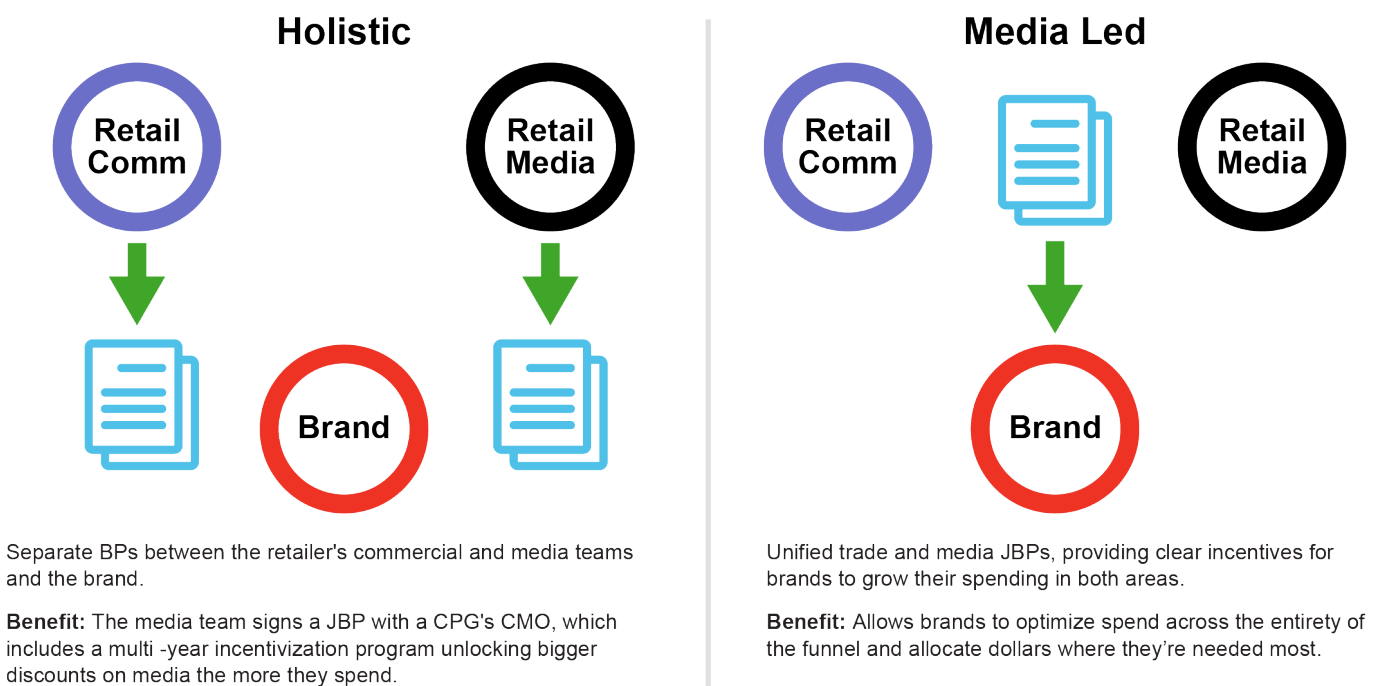 Holistic
Retail
Comm
Retail
Media
Brand
Separate BPs between the retailer's commercial and media teams
and the brand.
Benefit: The media team signs a JBP with a CPG's CMO, which
includes a multi -year incentivization program unlocking bigger
discounts on media the more they spend.
Media Led
Retail
Comm
Retail
Media
Brand
Unified trade and media JBPs, providing clear incentives for
brands to grow their spending in both areas.
Benefit: Allows brands to optimize spend across the entirety of
the funnel and allocate dollars where they’re needed most.